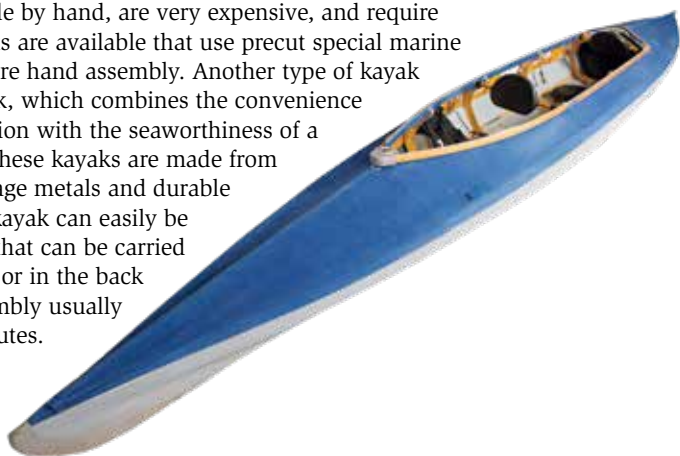 le by hand, are very expensive, and require
s are available that use precut special marine
re hand assembly. Another type of kayak
k, which combines the convenience
ion with the seaworthiness of a
hese kayaks are made from
nge metals and durable
kayak can easily be
that can be carried
or in the back
mbly usually
utes.